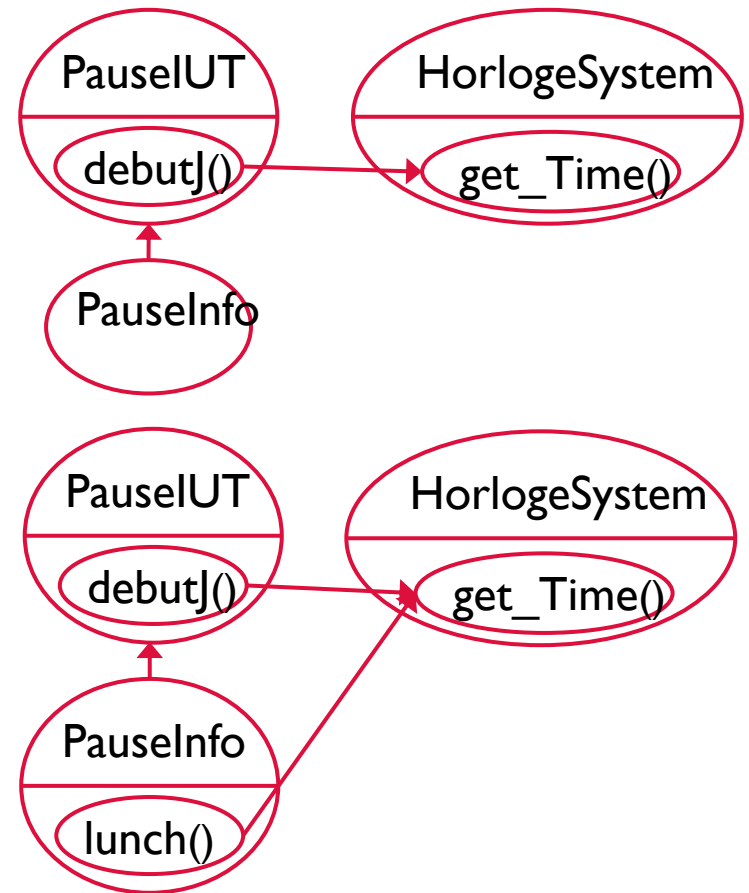 PauseIUT
HorlogeSystem
debutJ()
get_Time()
PauseInfo
PauseIUT
HorlogeSystem
debutJ()
get_Time()
PauseInfo
lunch()